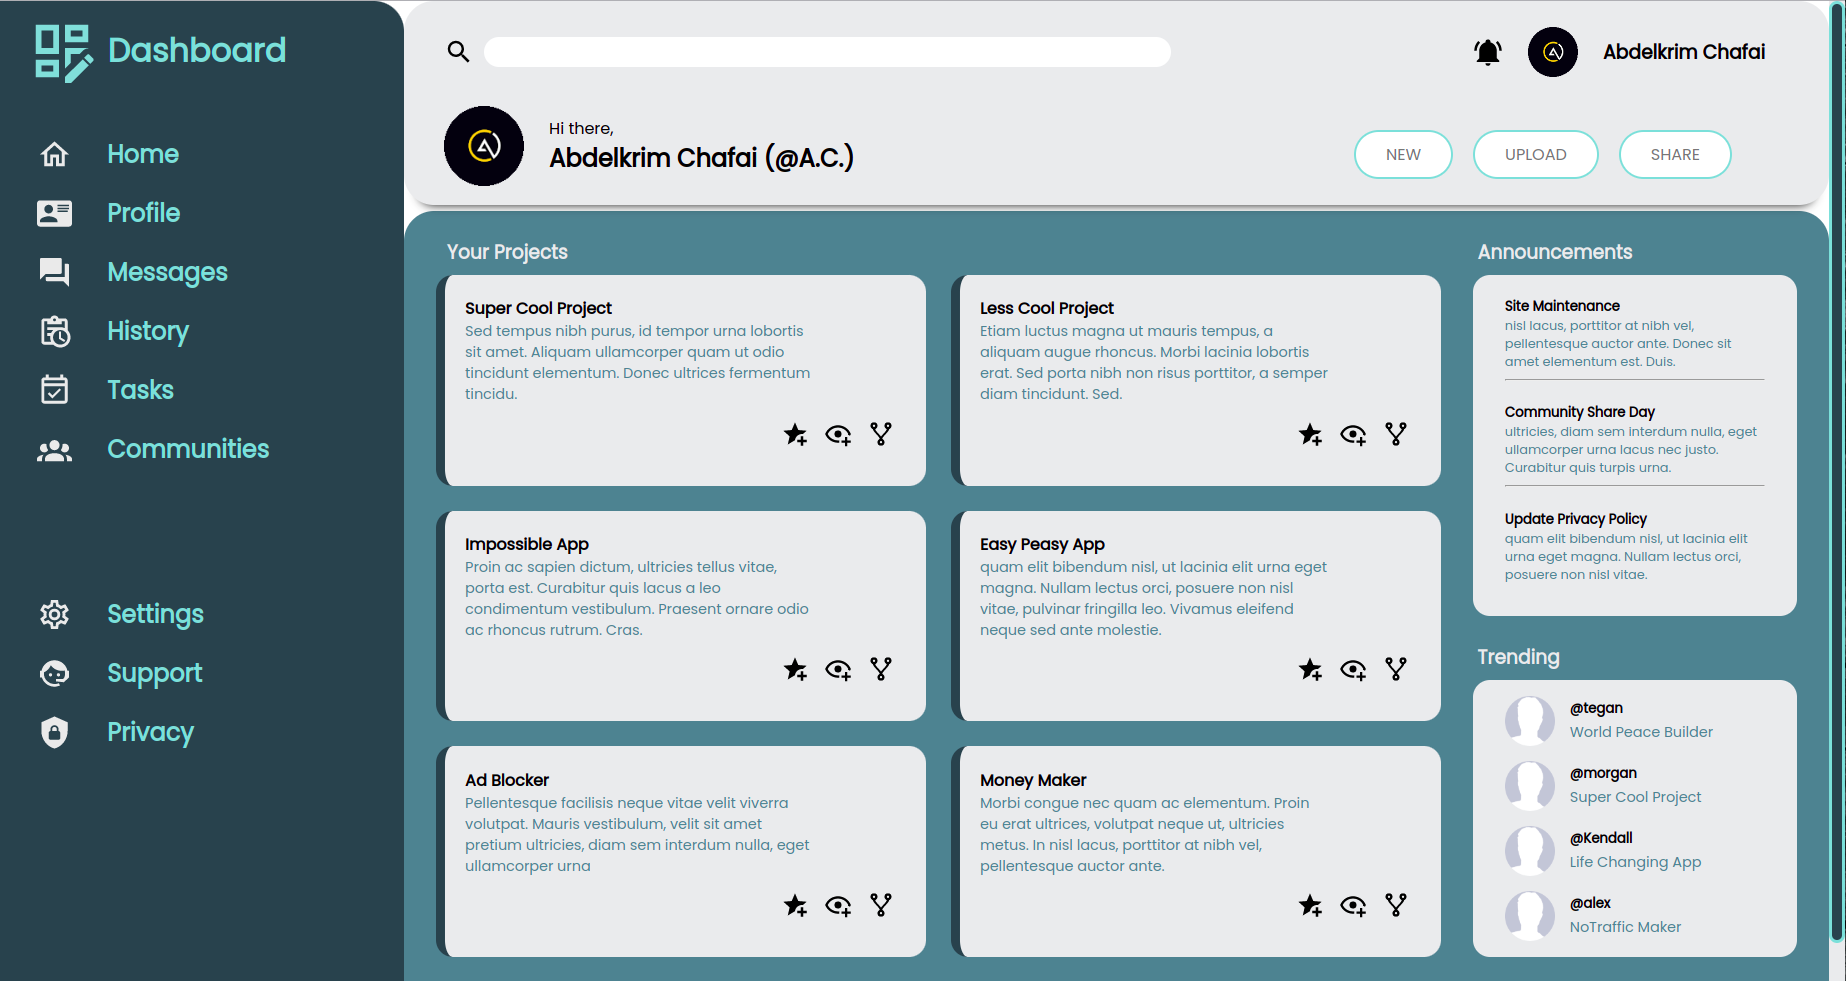 Dashboard
Home
Profile
Messages
History
Tasks
Communities
Settings
Support
Privacy
Abdelkrim Chafai
Hi there,
Abdelkrim Chafai (@A.C.)
NEW
UPLOAD
SHARE
Your Projects
Super Cool Project
Sed tempus nibh purus, id tempor urna lobortis
sit amet. Aliquam ullamcorper quam ut odio
tincidunt elementum. Donec ultrices fermentum
tincidu.
Less Cool Project
Etiam luctus magna ut mauris tempus, a
aliquam augue rhoncus. Morbi lacinia lobortis
erat. Sed porta nibh non risus porttitor, a semper
diam tincidunt. Sed.
Impossible App
Proin ac sapien dictum, ultricies tellus vitae,
porta est. Curabitur quis lacus a leo
condimentum vestibulum. Praesent ornare odio
ac rhoncus rutrum. Cras.
Easy Peasy App
quam elit bibendum nisl, ut lacinia elit urna eget
magna. Nullam lectus orci, posuere non nisl
vitae, pulvinar fringilla leo. Vivamus eleifend
neque sed ante molestie.
Ad Blocker
Pellentesque facilisis neque vitae velit viverra
volutpat. Mauris vestibulum, velit sit amet
pretium ultricies, diam sem interdum nulla, eget
ullamcorper urna
Money Maker
Morbi congue nec quam ac elementum. Proin
eu erat ultrices, volutpat neque ut, ultricies
metus. In nisl lacus, porttitor at nibh vel,
pellentesque auctor ante.
Announcements
Site Maintenance
nisl lacus, porttitor at nibh vel,
pellentesque auctor ante. Donec sit
amet elementum est. Duis.
Community Share Day
ultricies, diam sem interdum nulla, eget
ullamcorper urna lacus nec justo.
Curabitur quis turpis urna.
Update Privacy Policy
quam elit bibendum nisl, ut lacinia elit
urna eget magna. Nullam lectus orci,
posuere non nisl vitae.
Trending
@tegan
World Peace Builder
@morgan
Super Cool Project
@Kendall
Life Changing App
@alex
NoTraffic Maker